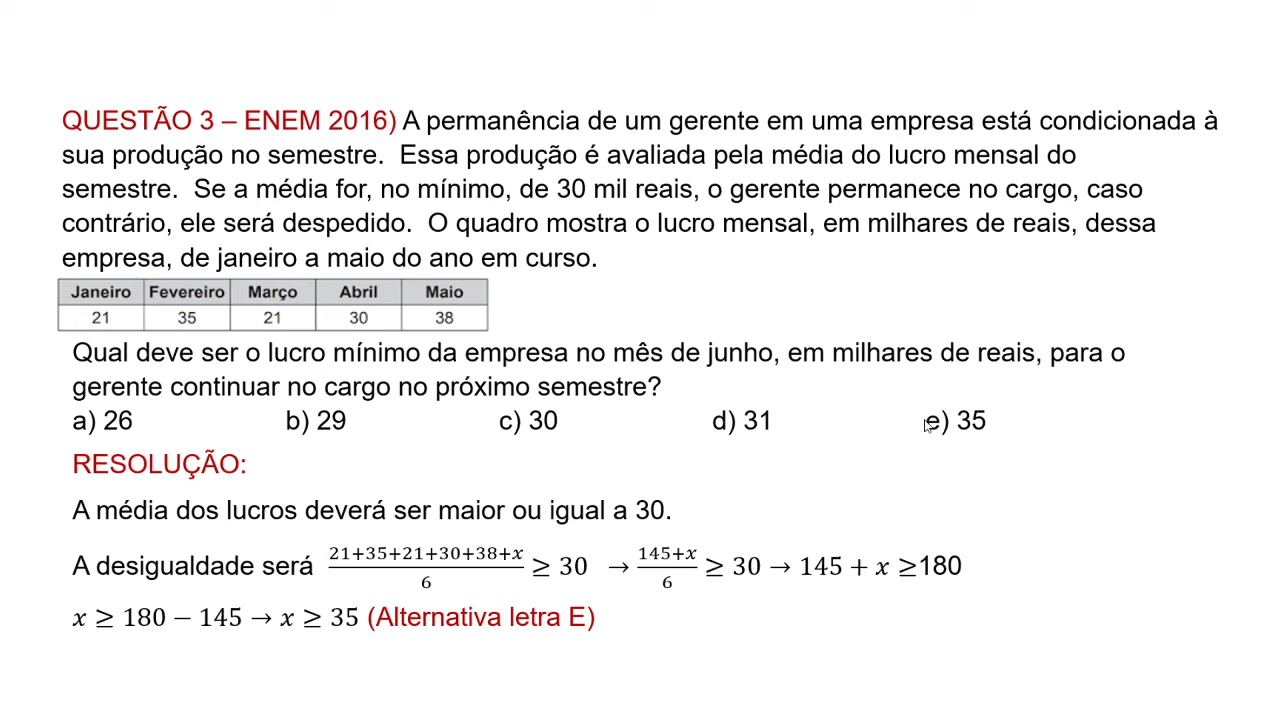 QUESTÃO 3 – ENEM 2016) A permanência de um gerente em uma empresa está condicionada à
sua produção no semestre.  Essa produção é avaliada pela média do lucro mensal do
semestre.  Se a média for, no mínimo, de 30 mil reais, o gerente permanece no cargo, caso
contrário, ele será despedido.  O quadro mostra o lucro mensal, em milhares de reais, dessa
empresa, de janeiro a maio do ano em curso.
Janeiro Fevereiro Março Abril Maio
21 35 21 30 38
Qual deve ser o lucro mínimo da empresa no mês de junho, em milhares de reais, para o
gerente continuar no cargo no próximo semestre?
a) 26 b) 29 c) 30 d) 31 e) 35
RESOLUÇÃO:
A média dos lucros deverá ser maior ou igual a 30.
A desigualdade será (21+35+21+30+38+x)/6 ≥ 30 → (145+x)/6 ≥ 30 → 145 + x ≥180
x ≥ 180 − 145 → x ≥ 35 (Alternativa letra E)